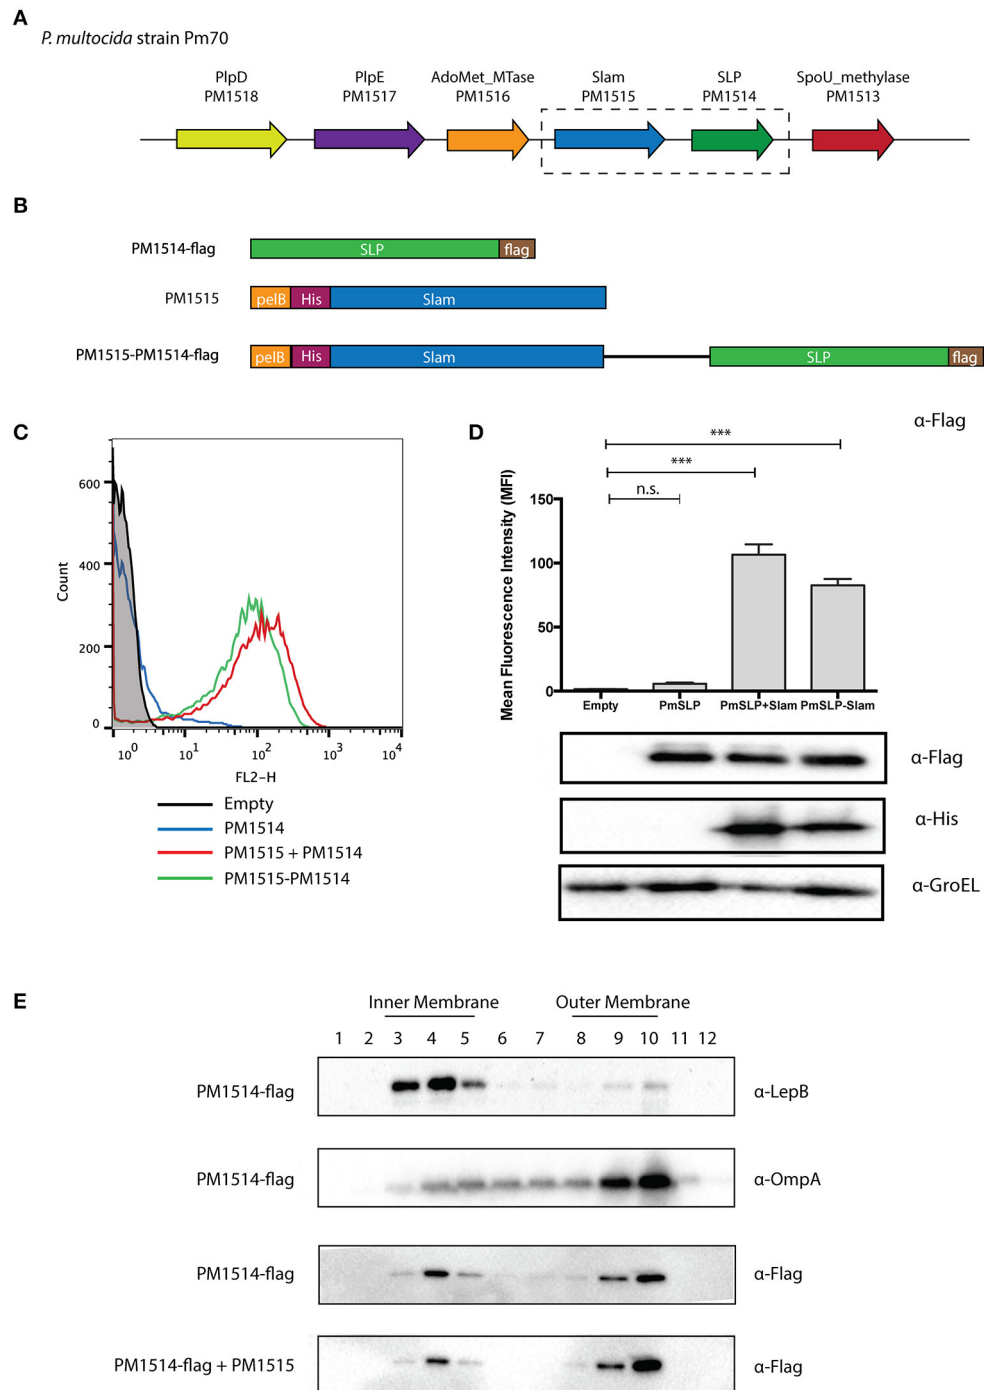 A
P. multocida strain Pm70
PlpD PlpE AdoMet_MTase Slam SLP SpoU_methylase
PM1518 PM1517 PM1516 PM1515 PM1514 PM1513
B
PM1514-flag SLP flag
PM1515 pelB His Slam
PM1515-PM1514-flag pelB His Slam SLP flag
C
Count
600
400
200
0
10^0 10^1 10^2 10^3 10^4
FL2-H
Empty
PM1514
PM1515 + PM1514
PM1515-PM1514
D
α-Flag
***
***
n.s.
Mean Fluorescence Intensity (MFI)
150
100
50
0
Empty PmSLP PmSLP+Slam PmSLP-Slam
α-Flag
α-His
α-GroEL
E
Inner Membrane Outer Membrane
1 2 3 4 5 6 7 8 9 10 11 12
PM1514-flag α-LepB
PM1514-flag α-OmpA
PM1514-flag α-Flag
PM1514-flag + PM1515 α-Flag